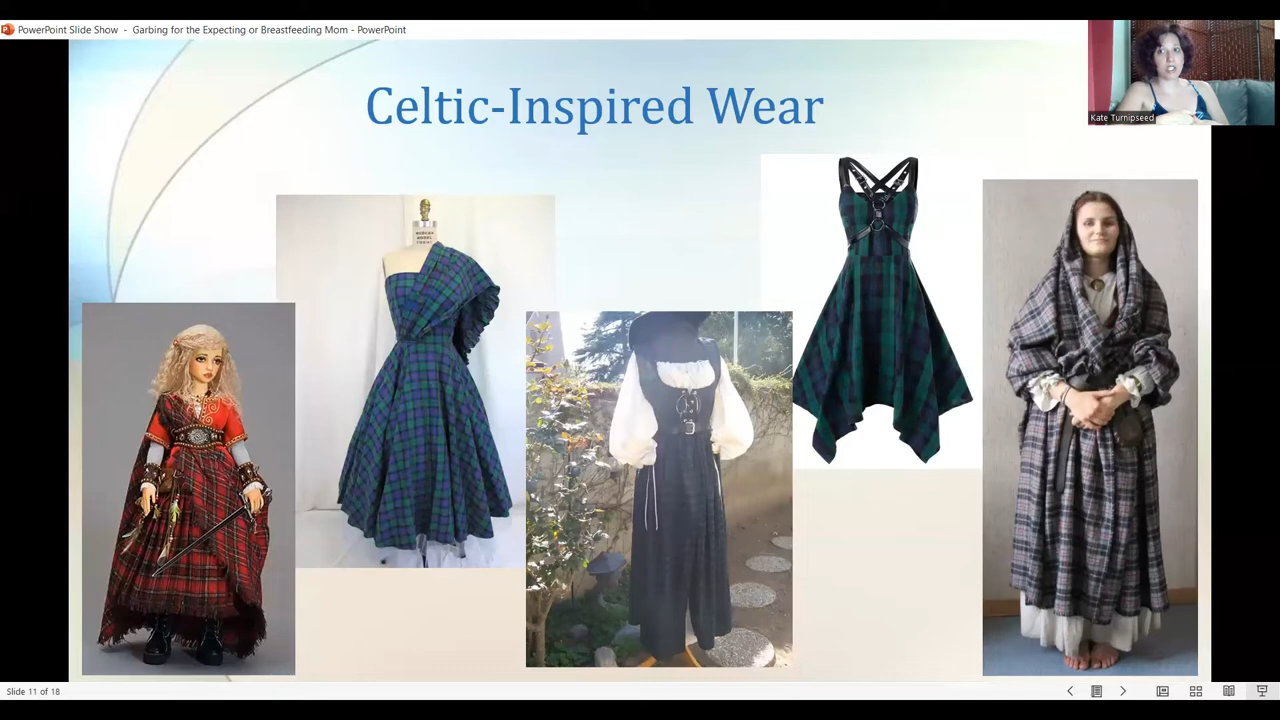 PowerPoint Slide Show - Garbing for the Expecting or Breastfeeding Mom - PowerPoint
Celtic-Inspired Wear
Kate Turnipseed
Slide 11 of 18